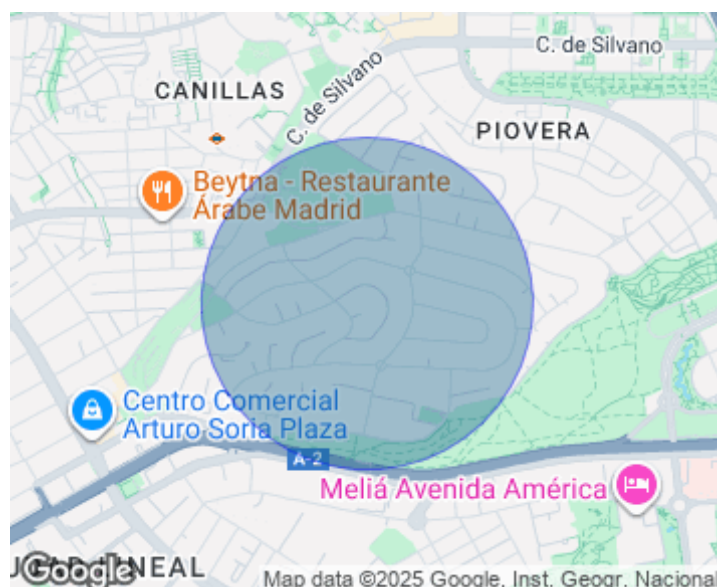 C. de Silvano
CANILLAS
C. de Silvano
PIOVERA
Beytna - Restaurante
Árabe Madrid
Centro Comercial
Arturo Soria Plaza
A-2
Meliá Avenida América
LINEAL
Google
Map data ©2025 Google, Inst. Geogr. Nacional